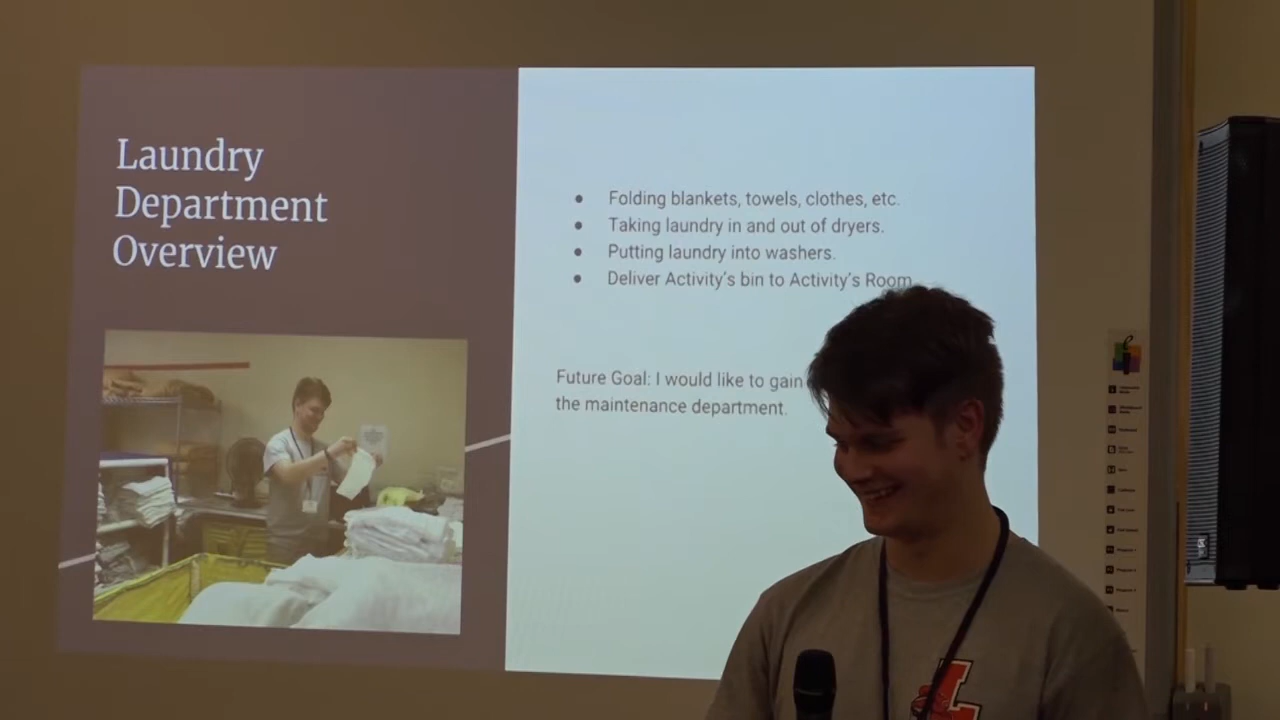 Laundry
Department
Overview
Folding blankets, towels, clothes, etc.
Taking laundry in and out of dryers.
Putting laundry into washers.
Deliver Activity's bin to Activity's Room
Future Goal: I would like to gain
the maintenance department.
L